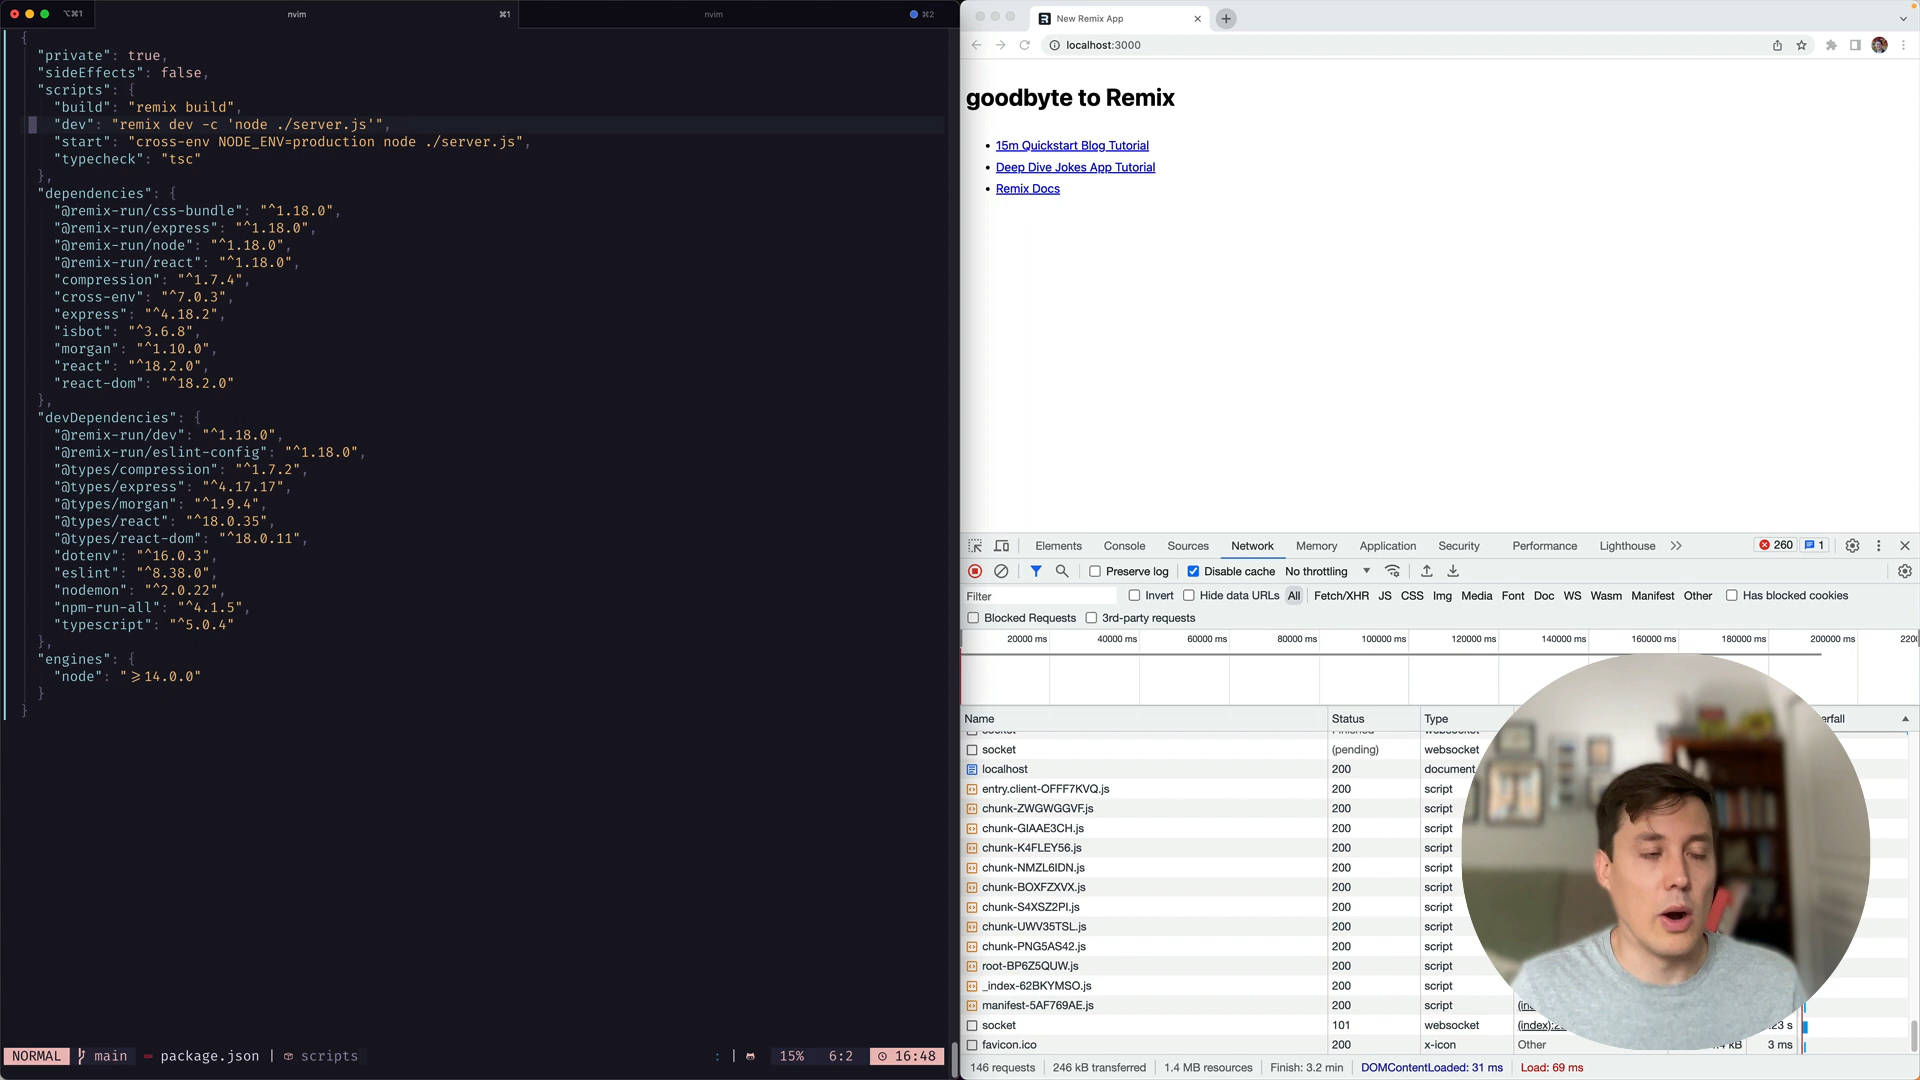 ⌥⌘1
nvim
⌘1
nvim
⌘2
{
"private": true,
"sideEffects": false,
"scripts": {
"build": "remix build",
"dev": "remix dev -c 'node ./server.js'",
"start": "cross-env NODE_ENV=production node ./server.js",
"typecheck": "tsc"
},
"dependencies": {
"@remix-run/css-bundle": "^1.18.0",
"@remix-run/express": "^1.18.0",
"@remix-run/node": "^1.18.0",
"@remix-run/react": "^1.18.0",
"compression": "^1.7.4",
"cross-env": "^7.0.3",
"express": "^4.18.2",
"isbot": "^3.6.8",
"morgan": "^1.10.0",
"react": "^18.2.0",
"react-dom": "^18.2.0"
},
"devDependencies": {
"@remix-run/dev": "^1.18.0",
"@remix-run/eslint-config": "^1.18.0",
"@types/compression": "^1.7.2",
"@types/express": "^4.17.17",
"@types/morgan": "^1.9.4",
"@types/react": "^18.0.35",
"@types/react-dom": "^18.0.11",
"dotenv": "^16.0.3",
"eslint": "^8.38.0",
"nodemon": "^2.0.22",
"npm-run-all": "^4.1.5",
"typescript": "^5.0.4"
},
"engines": {
"node": "≥14.0.0"
}
}
NORMAL main package.json | scripts : | 15% 6:2 16:48
New Remix App
localhost:3000
goodbyte to Remix
• 15m Quickstart Blog Tutorial
• Deep Dive Jokes App Tutorial
• Remix Docs
Elements Console Sources Network Memory Application Security Performance Lighthouse 260 1
Preserve log Disable cache No throttling
Filter Invert Hide data URLs All Fetch/XHR JS CSS Img Media Font Doc WS Wasm Manifest Other Has blocked cookies
Blocked Requests 3rd-party requests
20000 ms 40000 ms 60000 ms 80000 ms 100000 ms 120000 ms 140000 ms 160000 ms 180000 ms 200000 ms
Name Status Type
socket (pending) websocket
localhost 200 document
entry.client-OFFF7KVQ.js 200 script
chunk-ZWGWGGVF.js 200 script
chunk-GIAAE3CH.js 200 script
chunk-K4FLEY56.js 200 script
chunk-NMZL6IDN.js 200 script
chunk-BOXFZXVX.js 200 script
chunk-S4XSZ2PI.js 200 script
chunk-UWV35TSL.js 200 script
chunk-PNG5AS42.js 200 script
root-BP6Z5QUW.js 200 script
_index-62BKYMSO.js 200 script
manifest-5AF769AE.js 200 script
socket 101 websocket
favicon.ico 200 x-icon Other 3 ms
146 requests 246 kB transferred 1.4 MB resources Finish: 3.2 min DOMContentLoaded: 31 ms Load: 69 ms